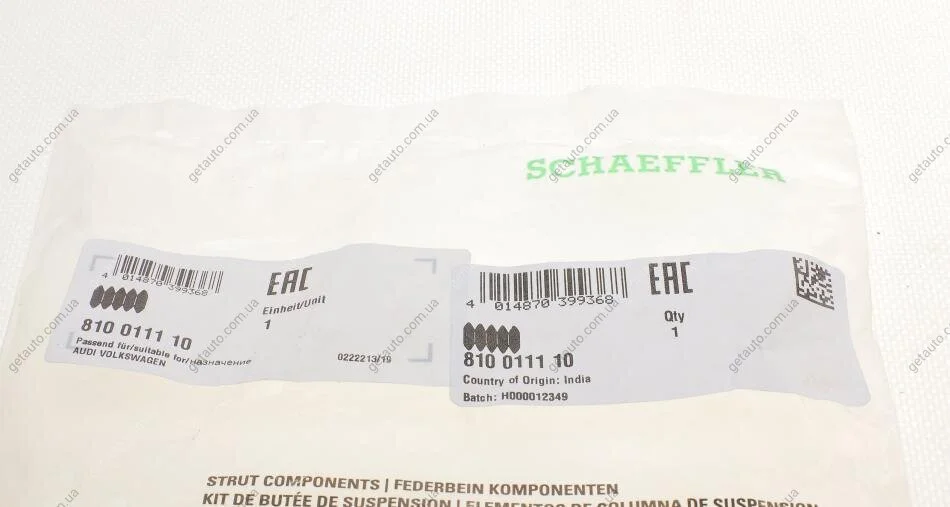 SCHAEFFLER
4 014870 399368
EAC
Einheit/Unit
1
810 0111 10
Passend für/suitable for/назначение
AUDI VOLKSWAGEN
0222213/19
4 014870 399368
EAC
Qty
1
810 0111 10
Country of Origin: India
Batch: H000012349
STRUT COMPONENTS | FEDERBEIN KOMPONENTEN
KIT DE BUTÉE DE SUSPENSION | ELEMENTOS DE COLUMNA DE SUSPENSION
getauto.com.ua